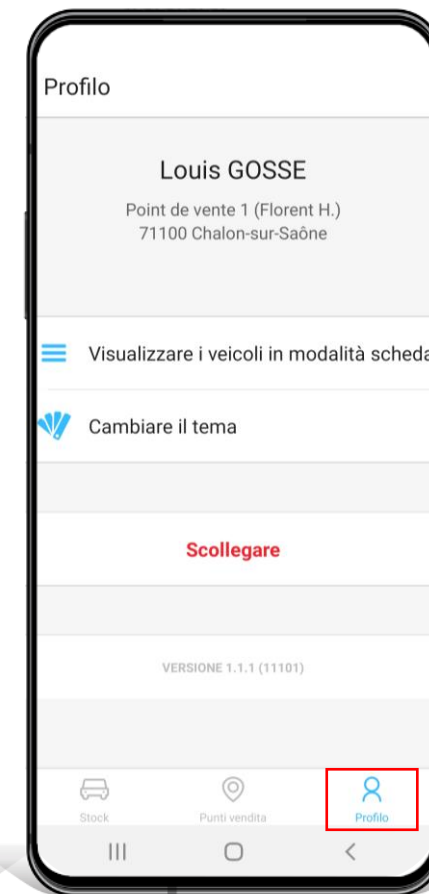 Profilo
Louis GOSSE
Point de vente 1 (Florent H.)
71100 Chalon-sur-Saône
Visualizzare i veicoli in modalità scheda
Cambiare il tema
Scollegare
VERSIONE 1.1.1 (11101)
Stock
Punti vendita
Profilo